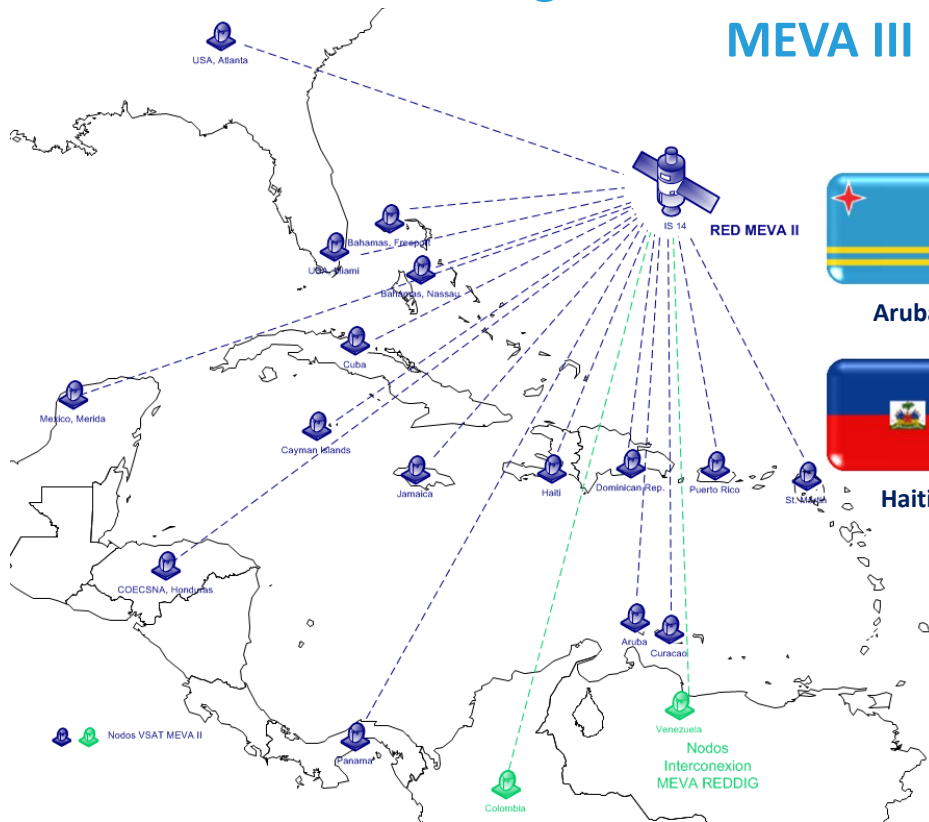 MEVA III
USA, Atlanta
IS 14
RED MEVA II
Bahamas, Freeport
USA, Miami
Bahamas, Nassau
Cuba
Mexico, Merida
Cayman Islands
Jamaica
Haiti
Dominican Rep.
Puerto Rico
St. Martin
Aruba
Haiti
COECSNA, Honduras
Aruba
Curacao
Venezuela
Nodos VSAT MEVA II
Panama
Nodos
Interconexion
MEVA REDDIG
Colombia